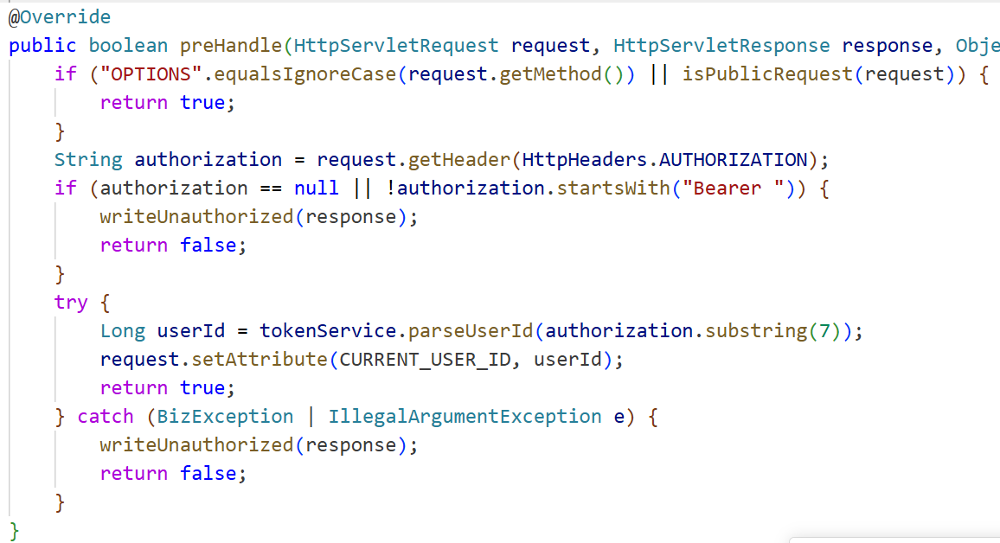 @Override
public boolean preHandle(HttpServletRequest request, HttpServletResponse response, Obje
if ("OPTIONS".equalsIgnoreCase(request.getMethod()) || isPublicRequest(request)) {
return true;
}
String authorization = request.getHeader(HttpHeaders.AUTHORIZATION);
if (authorization == null || !authorization.startsWith("Bearer ")) {
writeUnauthorized(response);
return false;
}
try {
Long userId = tokenService.parseUserId(authorization.substring(7));
request.setAttribute(CURRENT_USER_ID, userId);
return true;
} catch (BizException | IllegalArgumentException e) {
writeUnauthorized(response);
return false;
}
}